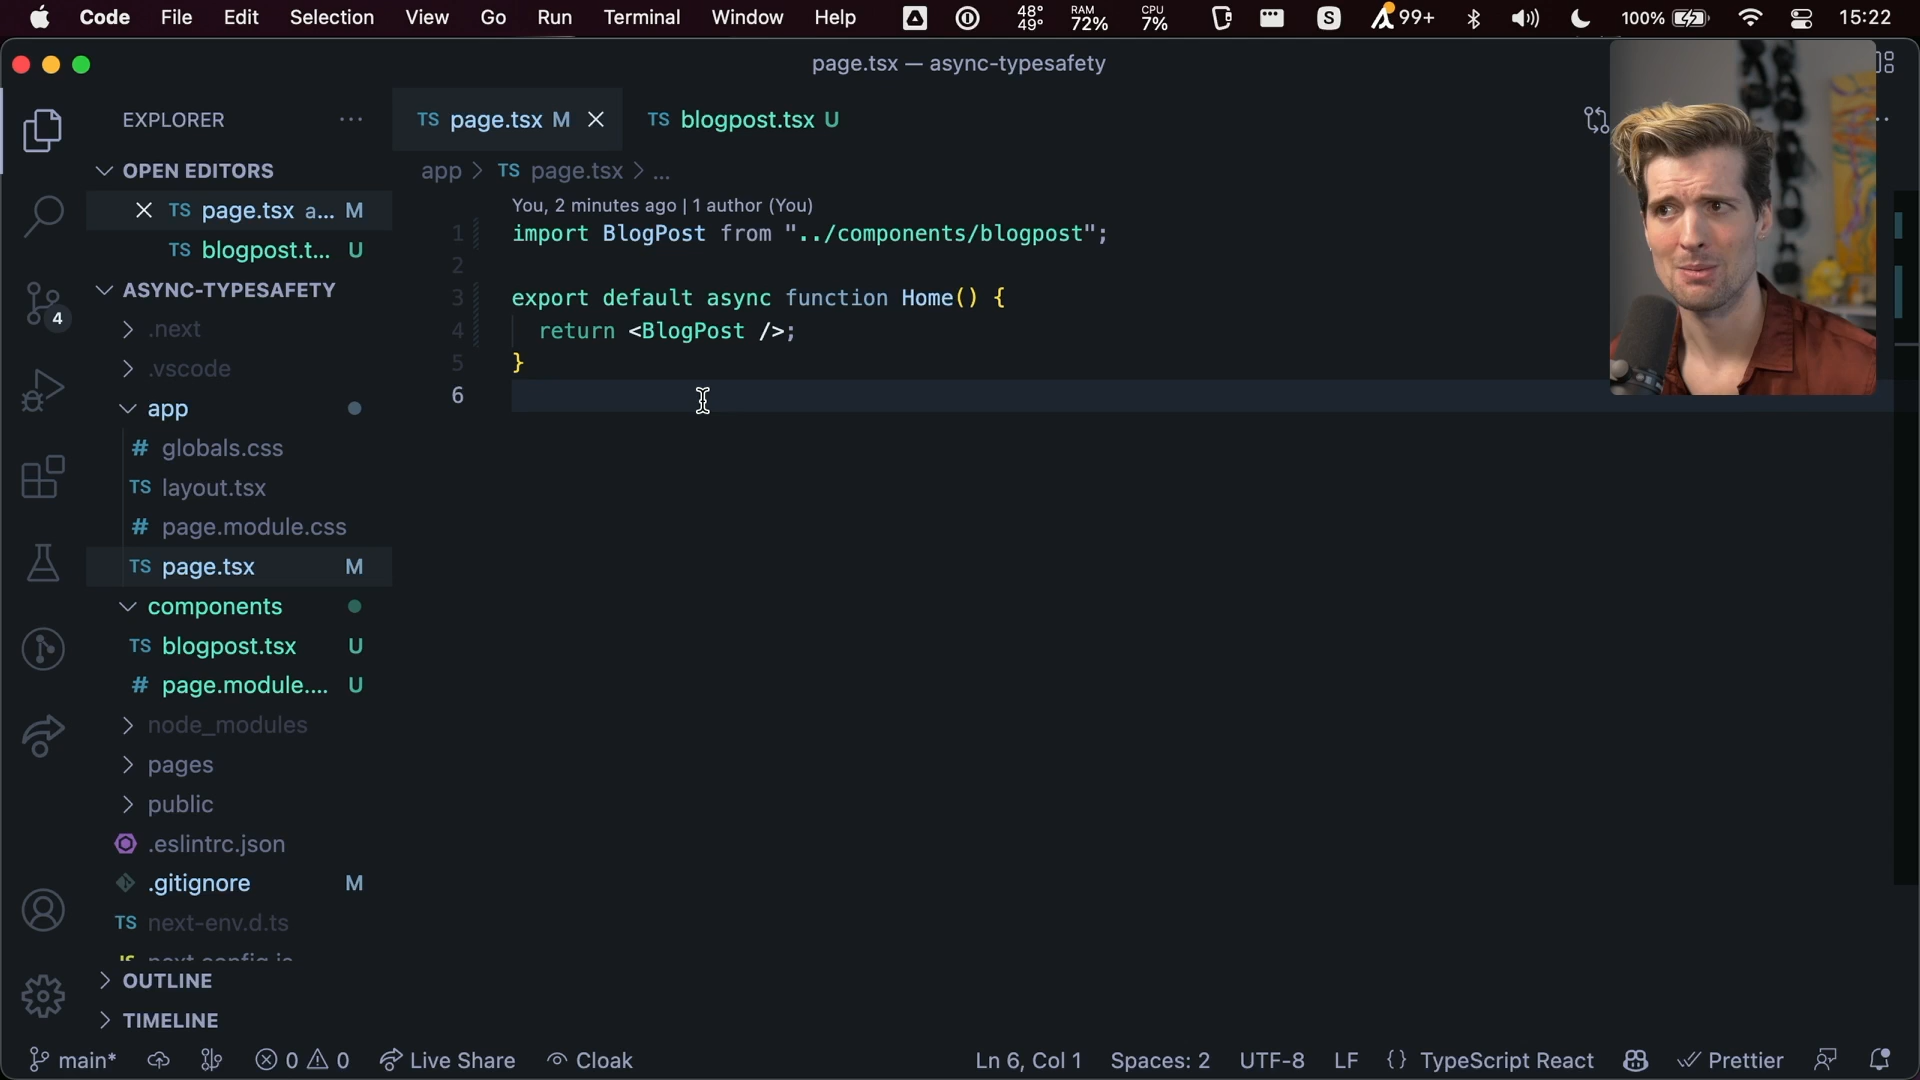 Code File Edit Selection View Go Run Terminal Window Help 48° 49° RAM 72% CPU 7% S 99+ 100% 15:22
page.tsx — async-typesafety
EXPLORER ···
TS page.tsx M
TS blogpost.tsx U
OPEN EDITORS
TS page.tsx a... M
TS blogpost.t... U
ASYNC-TYPESAFETY
.next
.vscode
app
# globals.css
TS layout.tsx
# page.module.css
TS page.tsx M
components
TS blogpost.tsx U
# page.module.... U
node_modules
pages
public
.eslintrc.json
.gitignore M
TS next-env.d.ts
OUTLINE
TIMELINE
4
app > TS page.tsx > ...
You, 2 minutes ago | 1 author (You)
1 import BlogPost from "../components/blogpost";
2
3 export default async function Home() {
4 return <BlogPost />;
5 }
6
main* 0 0 Live Share Cloak Ln 6, Col 1 Spaces: 2 UTF-8 LF {} TypeScript React Prettier